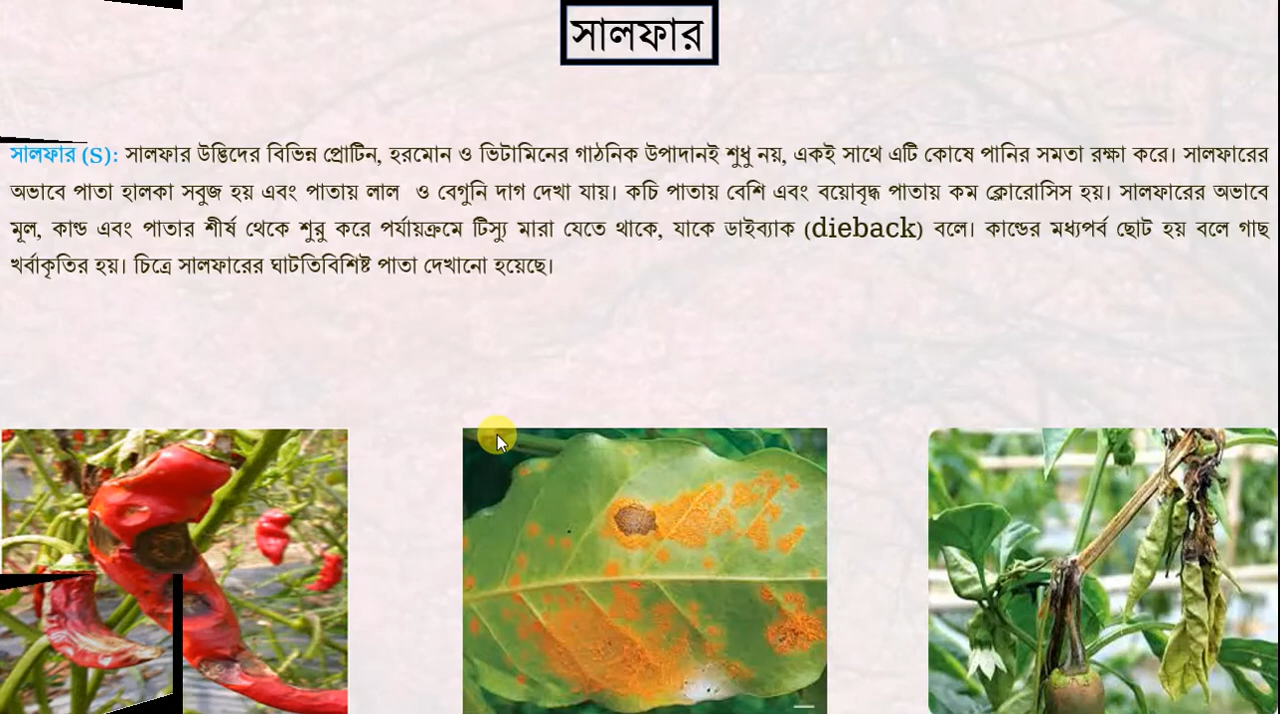 সালফার
সালফার (S): সালফার উদ্ভিদের বিভিন্ন প্রোটিন, হরমোন ও ভিটামিনের গাঠনিক উপাদানই শুধু নয়, একই সাথে এটি কোষে পানির সমতা রক্ষা করে। সালফারের
অভাবে পাতা হালকা সবুজ হয় এবং পাতায় লাল ও বেগুনি দাগ দেখা যায়। কচি পাতায় বেশি এবং বয়োবৃদ্ধ পাতায় কম ক্লোরোসিস হয়। সালফারের অভাবে
মূল, কান্ড এবং পাতার শীর্ষ থেকে শুরু করে পর্যায়ক্রমে টিস্যু মারা যেতে থাকে, যাকে ডাইব্যাক (dieback) বলে। কান্ডের মধ্যপর্ব ছোট হয় বলে গাছ
খর্বাকৃতির হয়। চিত্রে সালফারের ঘাটতিবিশিষ্ট পাতা দেখানো হয়েছে।